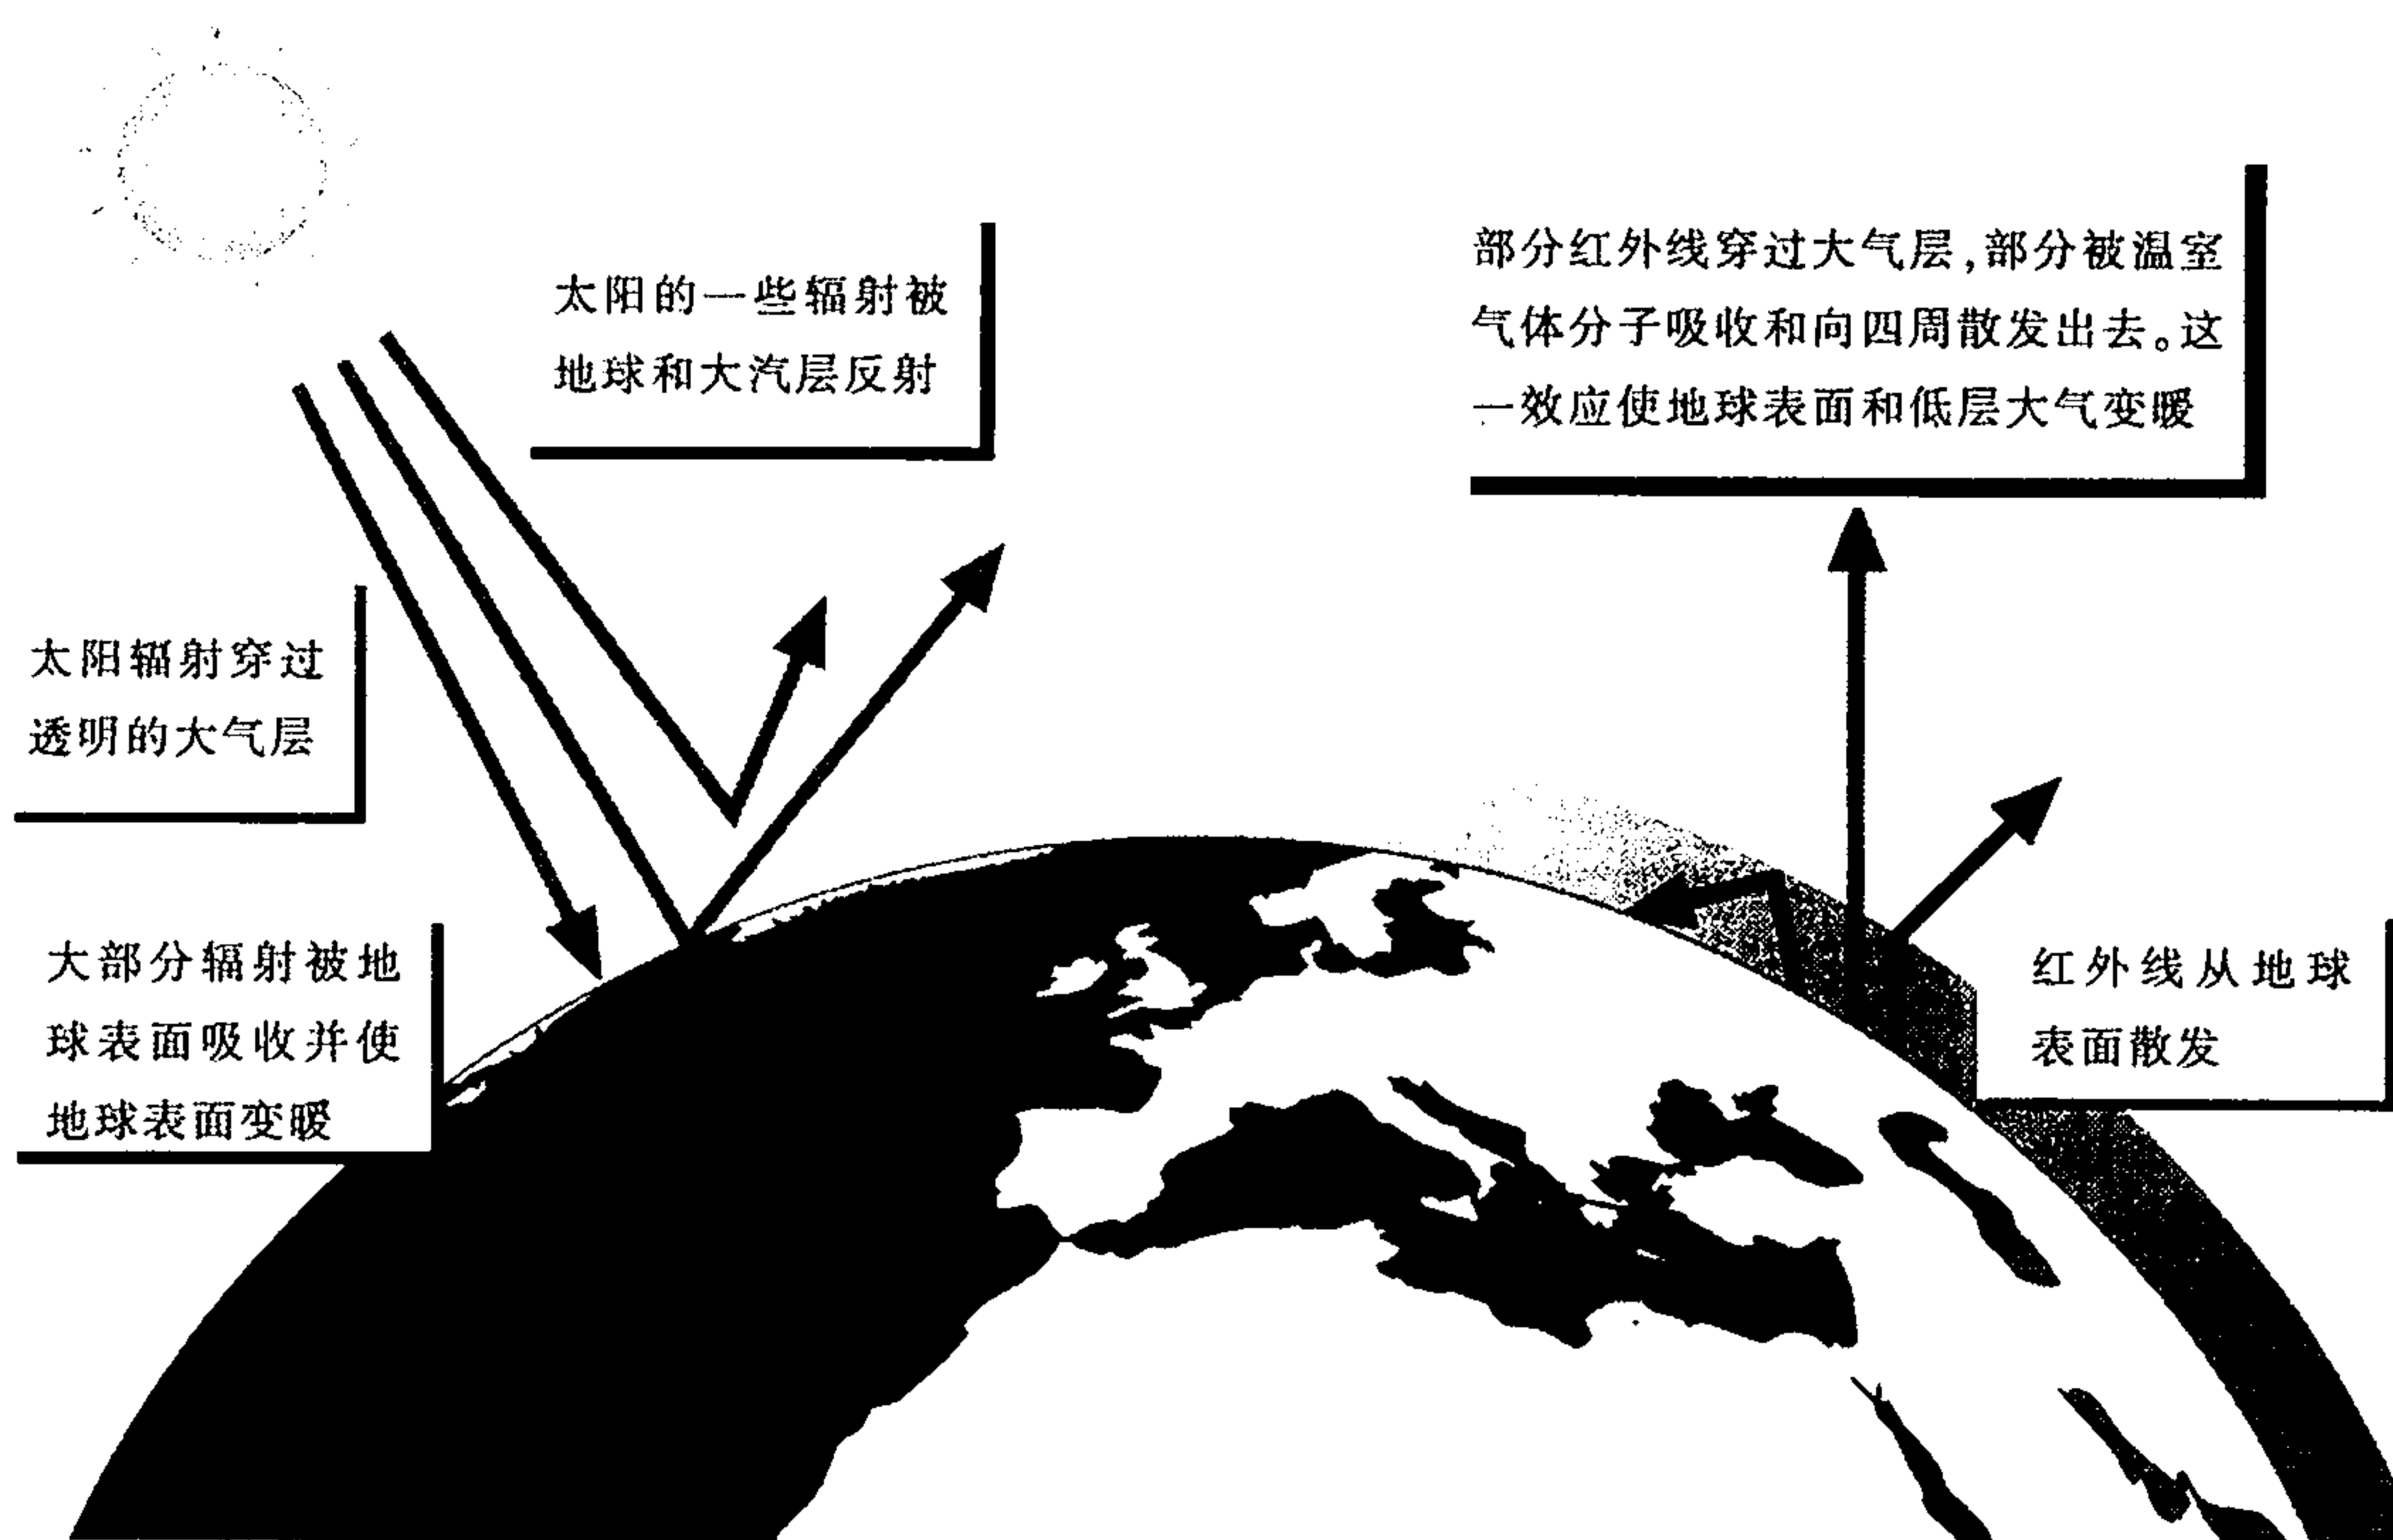 太阳的一些辐射被
地球和大汽层反射
部分红外线穿过大气层,部分被温室
气体分子吸收和向四周散发出去。这
一效应使地球表面和低层大气变暖
太阳辐射穿过
透明的大气层
大部分辐射被地
球表面吸收并使
地球表面变暖
红外线从地球
表面散发